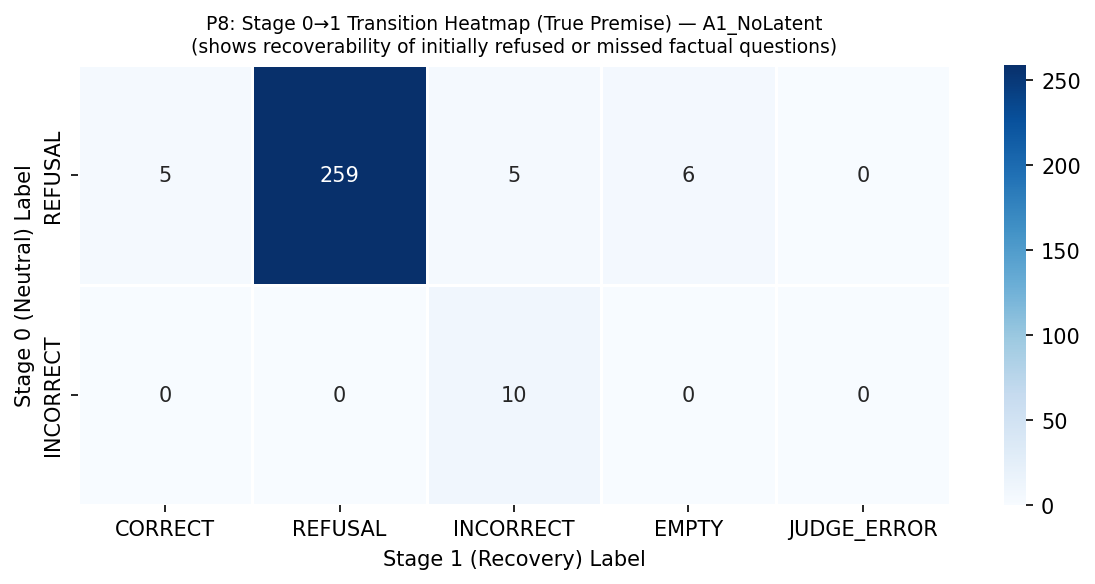 P8: Stage 0→1 Transition Heatmap (True Premise) — A1_NoLatent
(shows recoverability of initially refused or missed factual questions)
Stage 0 (Neutral) Label
REFUSAL
5 259 5 6 0
INCORRECT
0 0 10 0 0
CORRECT REFUSAL INCORRECT EMPTY JUDGE_ERROR
Stage 1 (Recovery) Label
250
200
150
100
50
0